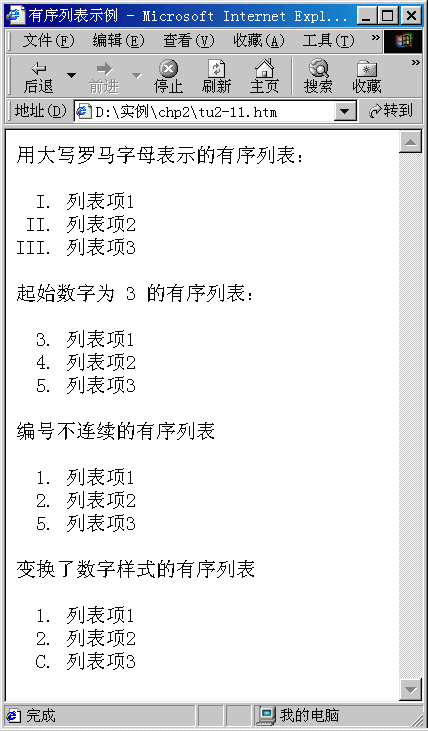 有序列表示例 - Microsoft Internet Expl...
文件(F) 编辑(E) 查看(V) 收藏(A) 工具(T) »
后退 前进 停止 刷新 主页 搜索 收藏 »
地址(D) D:\实例\chp2\tu2-11.htm 转到
用大写罗马字母表示的有序列表：
I. 列表项1
II. 列表项2
III. 列表项3
起始数字为 3 的有序列表：
3. 列表项1
4. 列表项2
5. 列表项3
编号不连续的有序列表
1. 列表项1
2. 列表项2
5. 列表项3
变换了数字样式的有序列表
1. 列表项1
2. 列表项2
C. 列表项3
完成 我的电脑